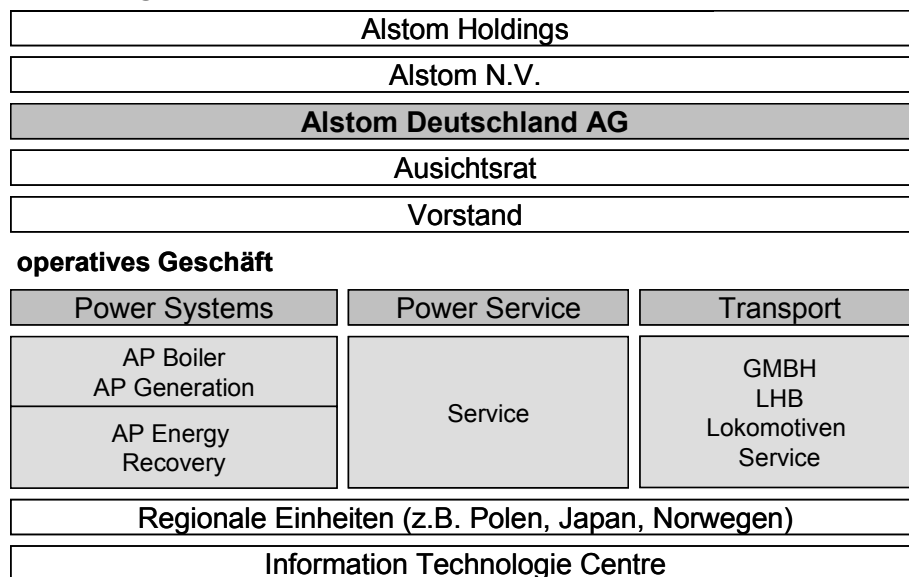 Alstom Holdings
Alstom N.V.
Alstom Deutschland AG
Ausichtsrat
Vorstand
operatives Geschäft
Power Systems
Power Service
Transport
AP Boiler
AP Generation
AP Energy
Recovery
Service
GMBH
LHB
Lokomotiven
Service
Regionale Einheiten (z.B. Polen, Japan, Norwegen)
Information Technologie Centre